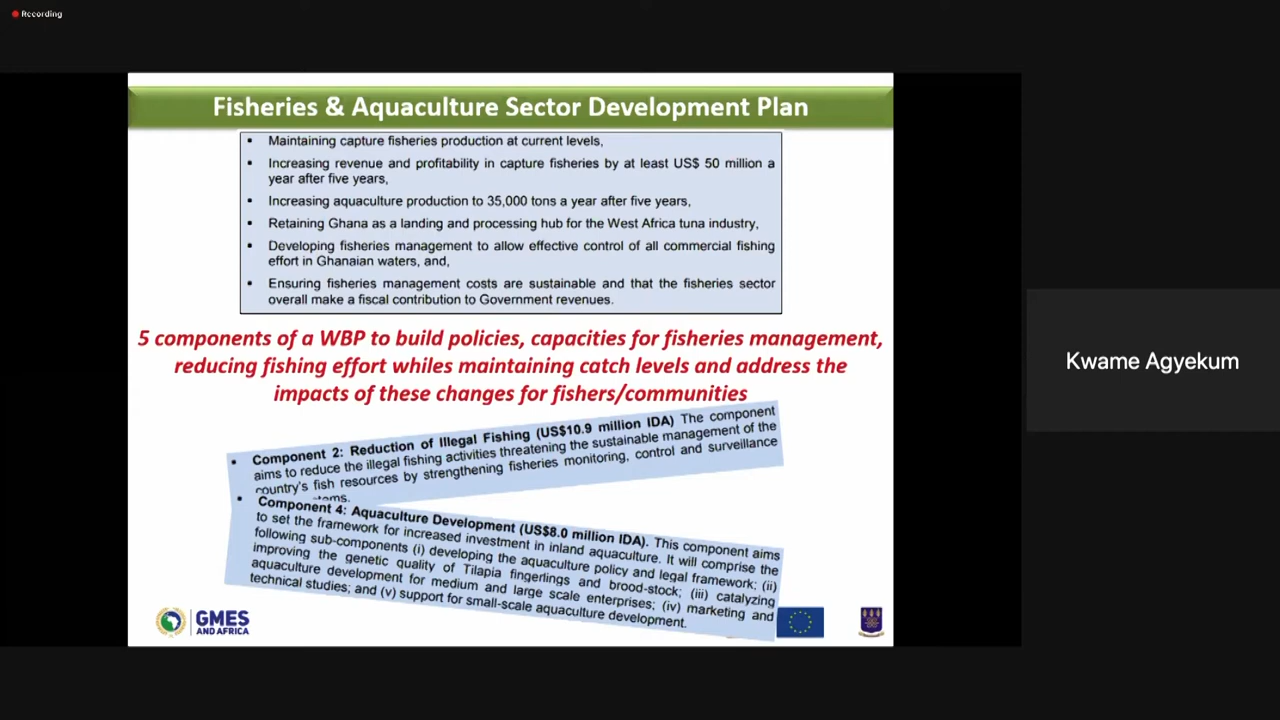 Recording
Fisheries & Aquaculture Sector Development Plan
▪ Maintaining capture fisheries production at current levels,
▪ Increasing revenue and profitability in capture fisheries by at least US$ 50 million a
year after five years,
▪ Increasing aquaculture production to 35,000 tons a year after five years,
▪ Retaining Ghana as a landing and processing hub for the West Africa tuna industry,
▪ Developing fisheries management to allow effective control of all commercial fishing
effort in Ghanaian waters, and,
▪ Ensuring fisheries management costs are sustainable and that the fisheries sector
overall make a fiscal contribution to Government revenues.
5 components of a WBP to build policies, capacities for fisheries management,
reducing fishing effort whiles maintaining catch levels and address the
impacts of these changes for fishers/communities
Kwame Agyekum
• Component 2: Reduction of Illegal Fishing (US$10.9 million IDA) The component
aims to reduce the illegal fishing activities threatening the sustainable management of the
country's fish resources by strengthening fisheries monitoring, control and surveillance
• Component 4: Aquaculture Development (US$8.0 million IDA). This component aims
to set the framework for increased investment in inland aquaculture. It will comprise the
following sub-components (i) developing the aquaculture policy and legal framework; (ii)
improving the genetic quality of Tilapia fingerlings and brood-stock; (iii) catalyzing
aquaculture development for medium and large scale enterprises; (iv) marketing and
technical studies; and (v) support for small-scale aquaculture development.
GMES
AND AFRICA